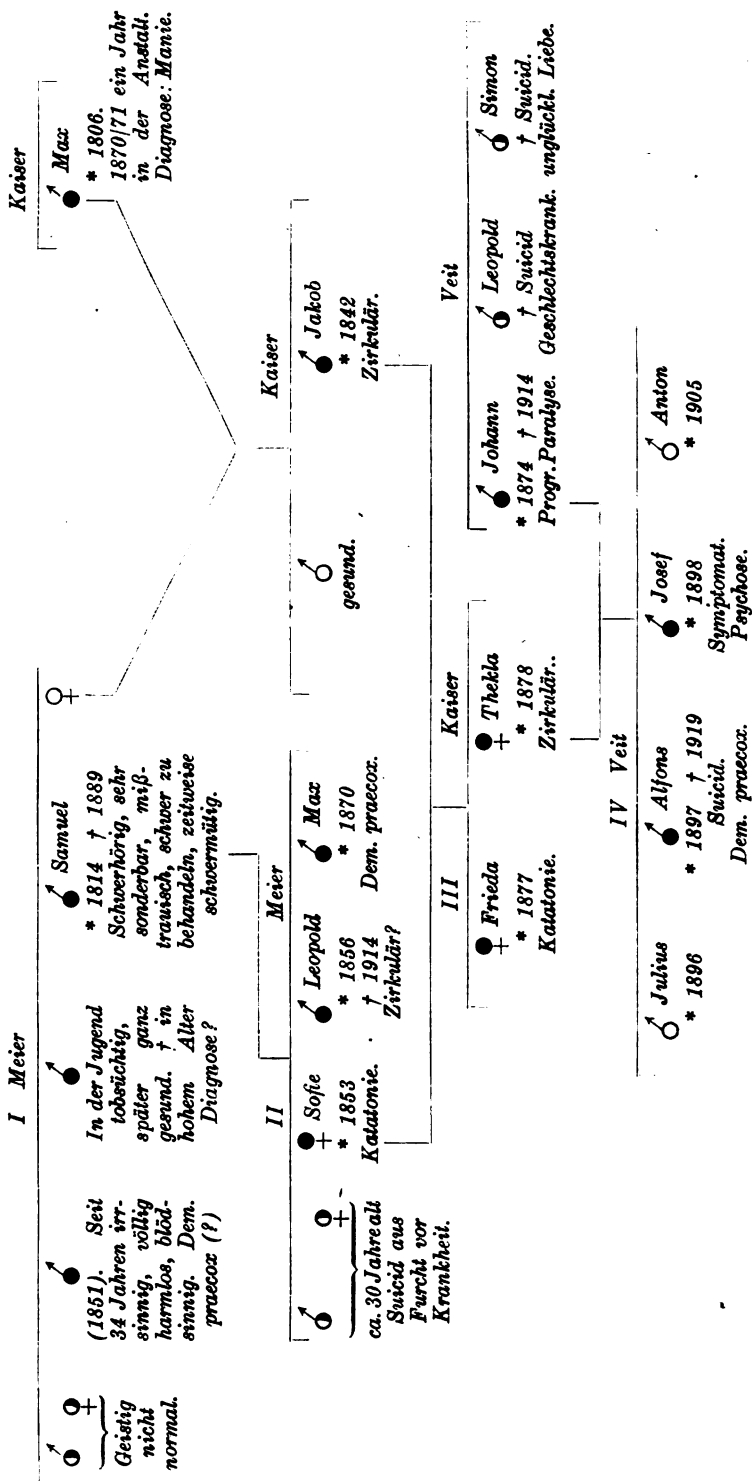 I Meier
Kaiser
Geistig
nicht
normal.
(1851). Seit
34 Jahren irr-
sinnig, völlig
harmlos, blöd-
sinnig. Dem.
praecox (?)
In der Jugend
tobsüchtig,
später ganz
gesund. † in
hohem Alter
Diagnose?
Samuel
* 1814 † 1889
Schwerhörig, sehr
sonderbar, miß-
trauisch, schwer zu
behandeln, zeitweise
schwermütig.
Max
* 1806.
1870/71 ein Jahr
in der Anstalt.
Diagnose: Manie.
II
Meier
Kaiser
ca. 30 Jahre alt
Suicid aus
Furcht vor
Krankheit.
Sofie
* 1853
Katatonie.
Leopold
* 1856
† 1914
Zirkulär?
Max
* 1870
Dem. praecox.
gesund.
Jakob
* 1842
Zirkulär.
III
Kaiser
Veit
Frieda
* 1877
Katatonie.
Thekla
* 1878
Zirkulär..
Johann
* 1874 † 1914
Progr. Paralyse.
Leopold
† Suicid
Geschlechtskrank.
Simon
† Suicid.
unglückl. Liebe.
IV Veit
Julius
* 1896
Alfons
* 1897 † 1919
Suicid.
Dem. praecox.
Josef
* 1898
Symptomat.
Psychose.
Anton
* 1905